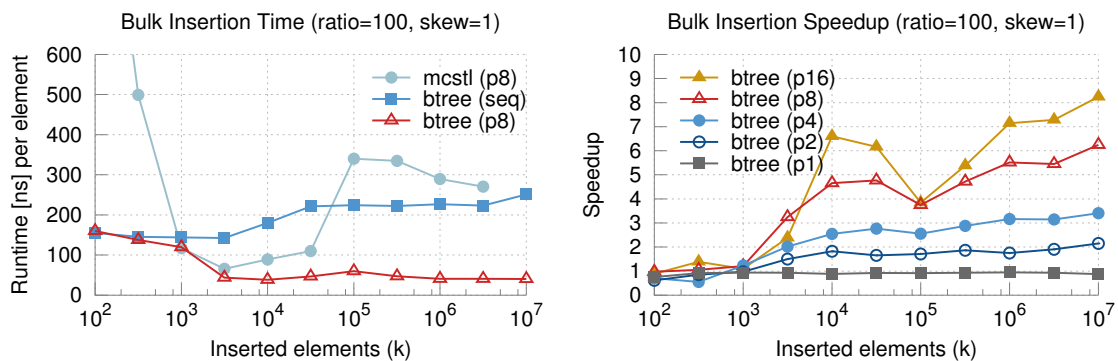 Bulk Insertion Time (ratio=100, skew=1)
Runtime [ns] per element
600
500
400
300
200
100
0
mcstl (p8)
btree (seq)
btree (p8)
10² 10³ 10⁴ 10⁵ 10⁶ 10⁷
Inserted elements (k)
Bulk Insertion Speedup (ratio=100, skew=1)
Speedup
10
9
8
7
6
5
4
3
2
1
0
btree (p16)
btree (p8)
btree (p4)
btree (p2)
btree (p1)
10² 10³ 10⁴ 10⁵ 10⁶ 10⁷
Inserted elements (k)